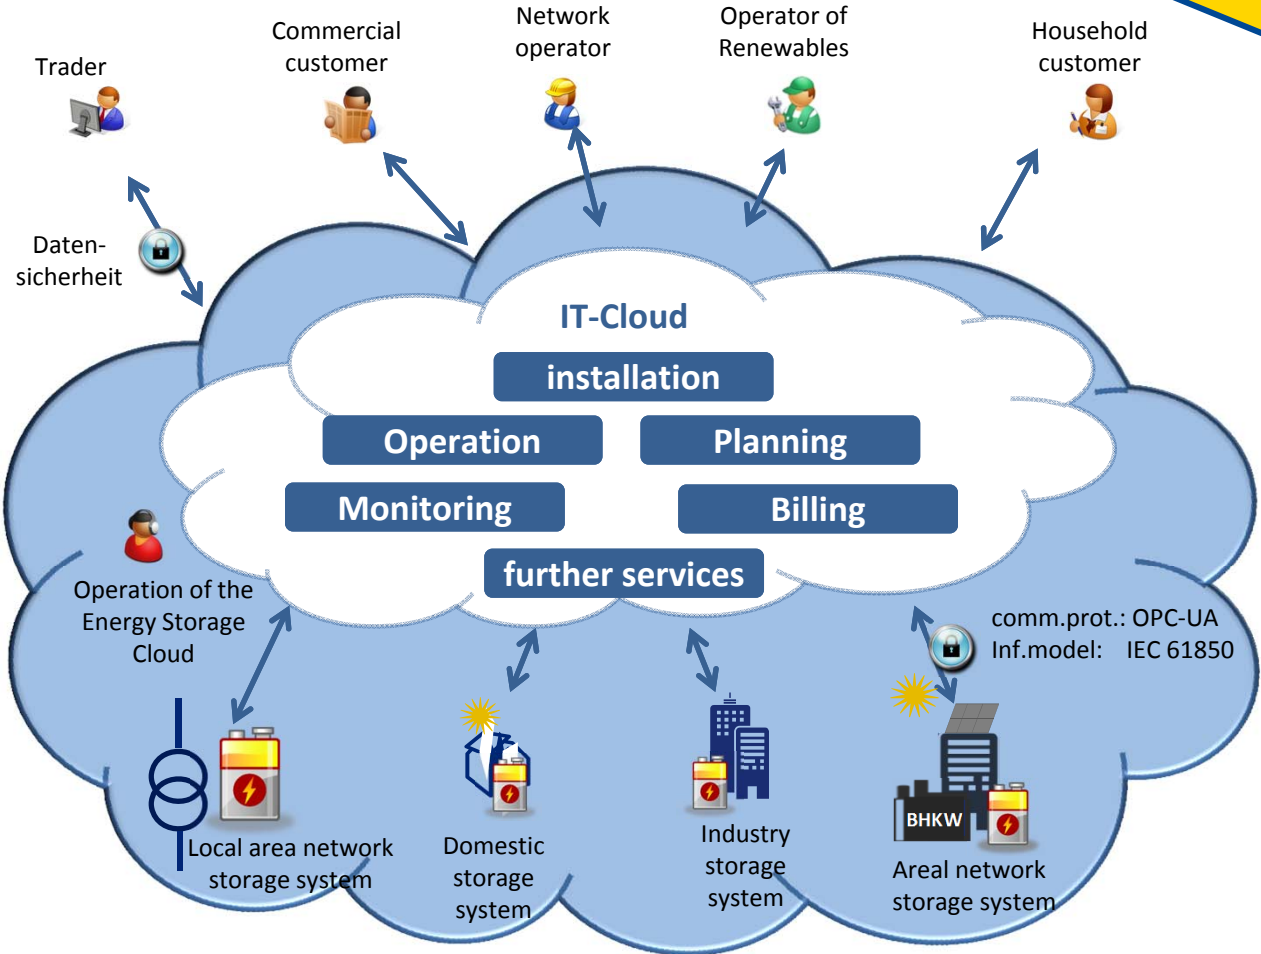 Trader
Commercial
customer
Network
operator
Operator of
Renewables
Household
customer
Daten-
sicherheit
IT-Cloud
installation
Operation
Planning
Monitoring
Billing
further services
Operation of the
Energy Storage
Cloud
comm.prot.: OPC-UA
Inf.model: IEC 61850
BHKW
Local area network
storage system
Domestic
storage
system
Industry
storage
system
Areal network
storage system